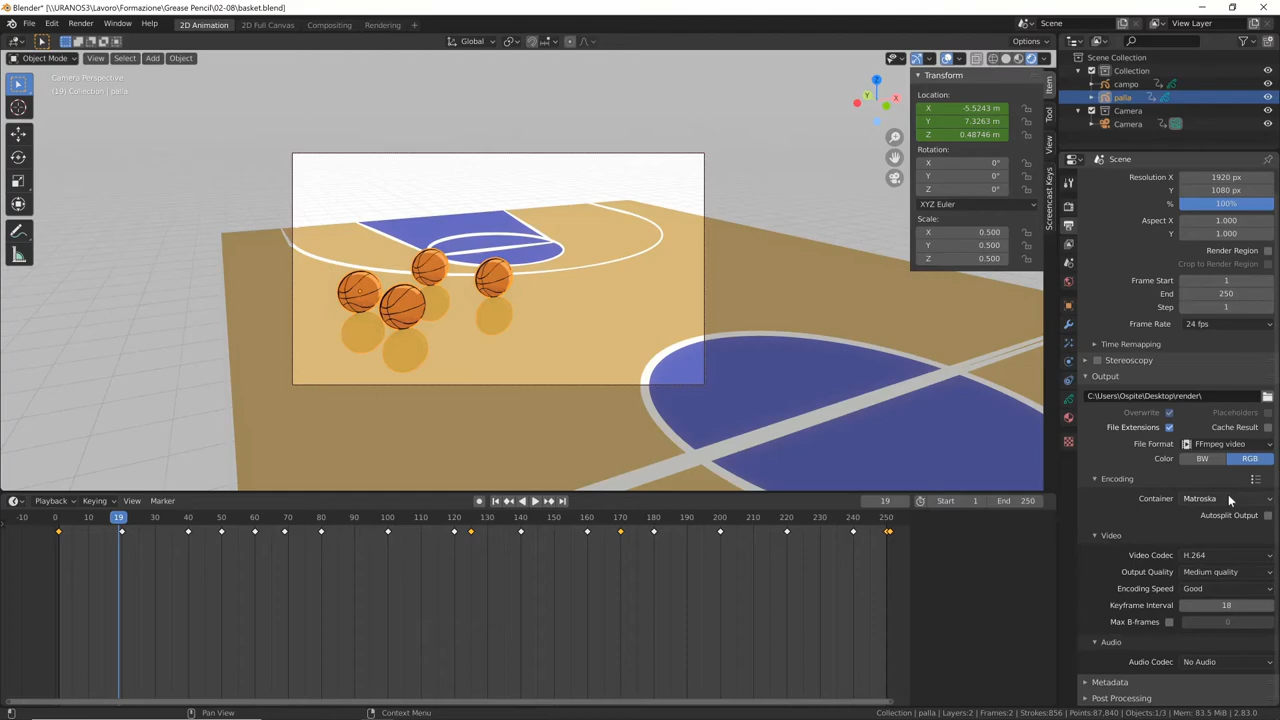 Blender* [\\URANOS3\Lavoro\Formazione\Grease Pencil\02-08\basket.blend]
File Edit Render Window Help 2D Animation 2D Full Canvas Compositing Rendering Scene View Layer
Global Options
Object Mode View Select Add Object
Camera Perspective
(19) Collection | palla
Z
Y
X
Transform
Location:
X -5.5243 m
Y 7.3263 m
Z 0.48746 m
Rotation:
X 0°
Y 0°
Z 0°
XYZ Euler
Scale:
X 0.500
Y 0.500
Z 0.500
Item
Tool
View
Screencast Keys
Scene Collection
Collection
campo
palla
Camera
Camera
Scene
Resolution X 1920 px
Y 1080 px
% 100%
Aspect X 1.000
Y 1.000
Render Region
Crop to Render Region
Frame Start 1
End 250
Step 1
Frame Rate 24 fps
Time Remapping
Stereoscopy
Output
C:\Users\Ospite\Desktop\render\
Overwrite Placeholders
File Extensions Cache Result
File Format FFmpeg video
Color BW RGB
Encoding
Container Matroska
Autosplit Output
Video
Video Codec H.264
Output Quality Medium quality
Encoding Speed Good
Keyframe Interval 18
Max B-frames 0
Audio
Audio Codec No Audio
Metadata
Post Processing
Playback Keying View Marker 19 Start 1 End 250
-10 0 10 19 30 40 50 60 70 80 90 100 110 120 130 140 150 160 170 180 190 200 210 220 230 240 250
Pan View Context Menu Collection | palla | Layers:2 | Frames:2 | Strokes:856 | Points:87,840 | Objects:1/3 | Mem: 83.5 MiB | 2.83.0